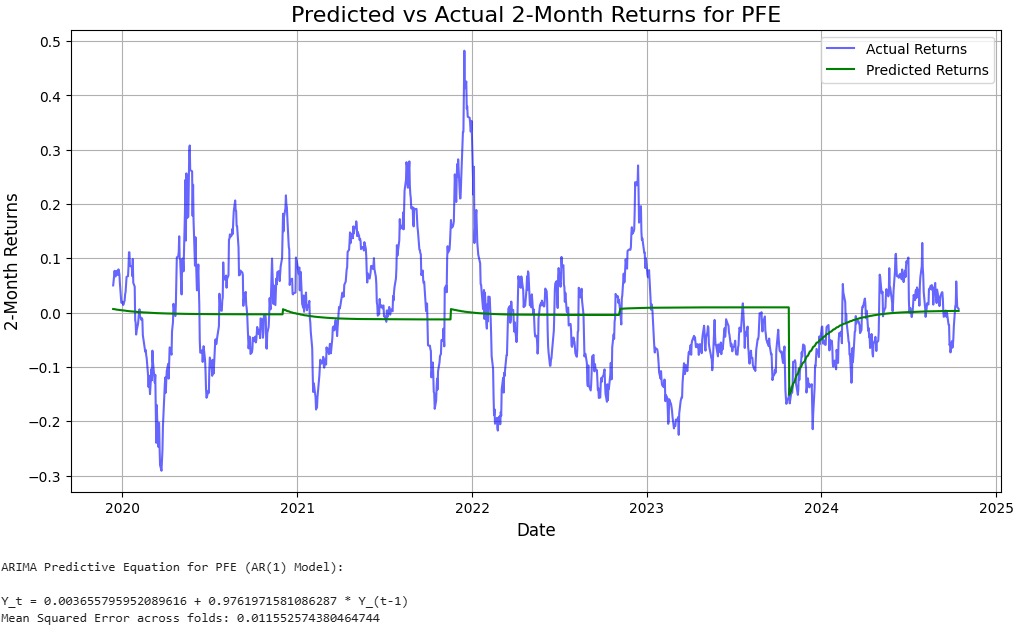 Predicted vs Actual 2-Month Returns for PFE
Actual Returns
Predicted Returns
0.5
0.4
0.3
0.2
0.1
0.0
−0.1
−0.2
−0.3
2-Month Returns
2020
2021
2022
2023
2024
2025
Date
ARIMA Predictive Equation for PFE (AR(1) Model):
Y_t = 0.003655795952089616 + 0.9761971581086287 * Y_(t-1)
Mean Squared Error across folds: 0.011552574380464744